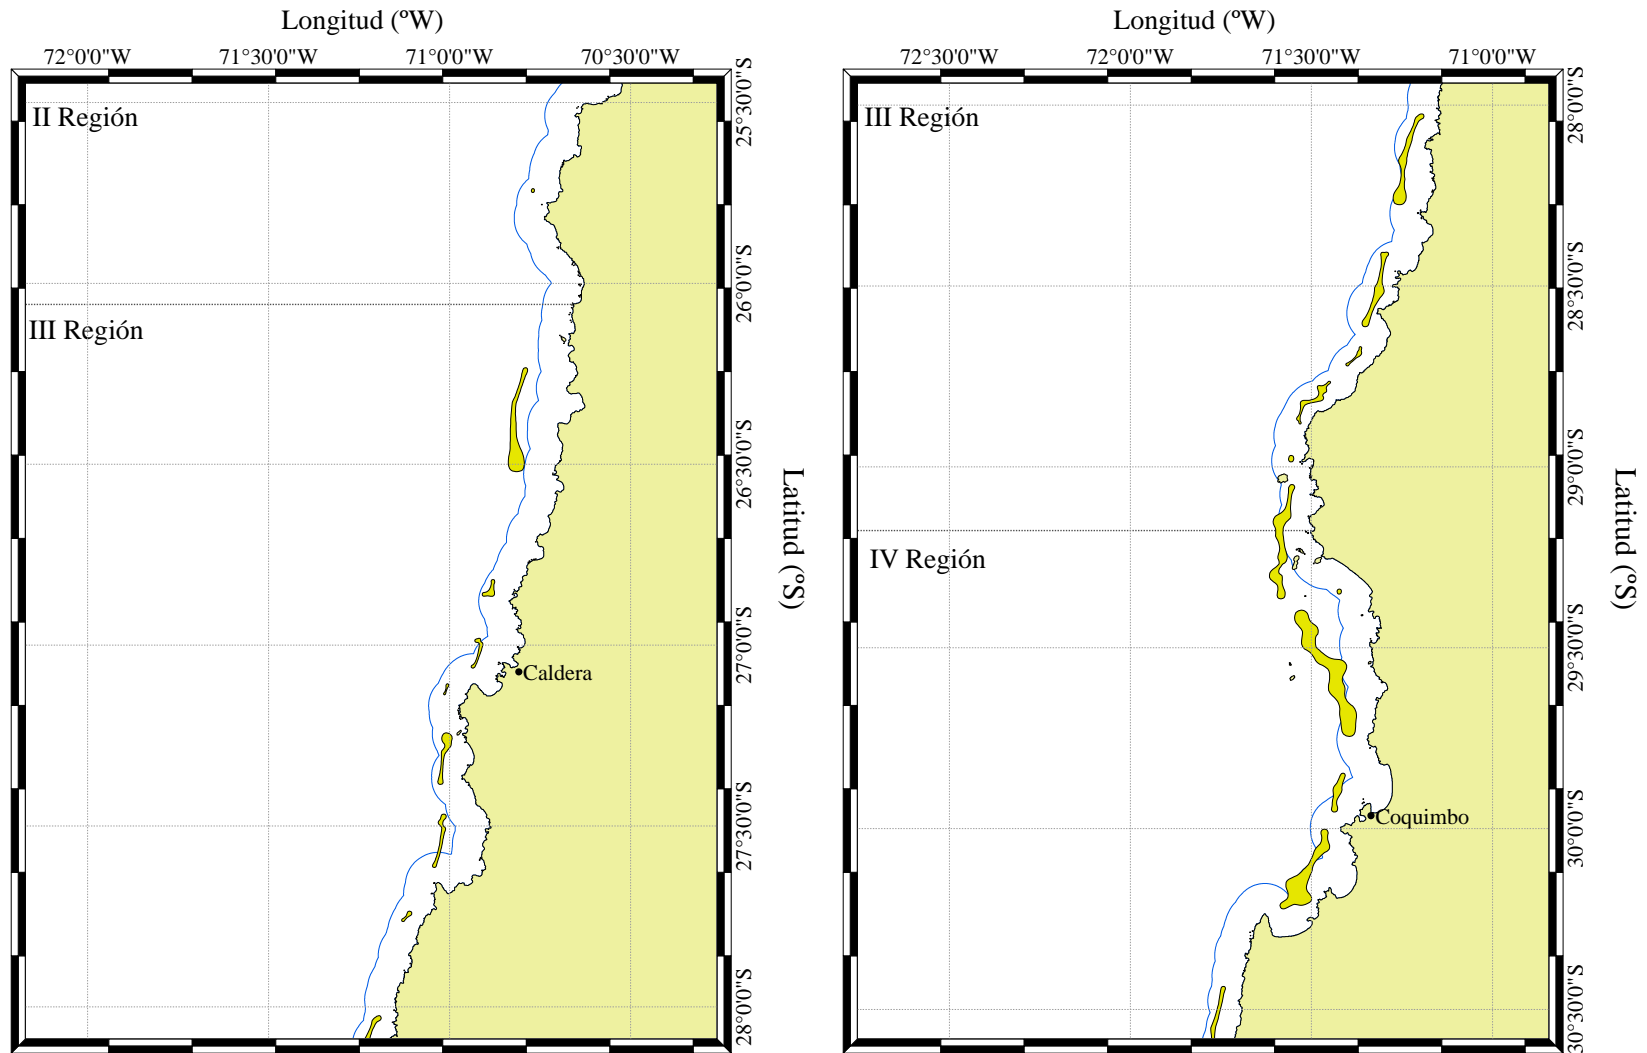 Longitud (ºW)
72°0'0"W 71°30'0"W 71°0'0"W 70°30'0"W
II Región
III Región
Caldera
25°30'0"S
26°0'0"S
26°30'0"S
27°0'0"S
27°30'0"S
28°0'0"S
Latitud (ºS)
Longitud (ºW)
72°30'0"W 72°0'0"W 71°30'0"W 71°0'0"W
III Región
IV Región
Coquimbo
28°0'0"S
28°30'0"S
29°0'0"S
29°30'0"S
30°0'0"S
30°30'0"S
Latitud (ºS)